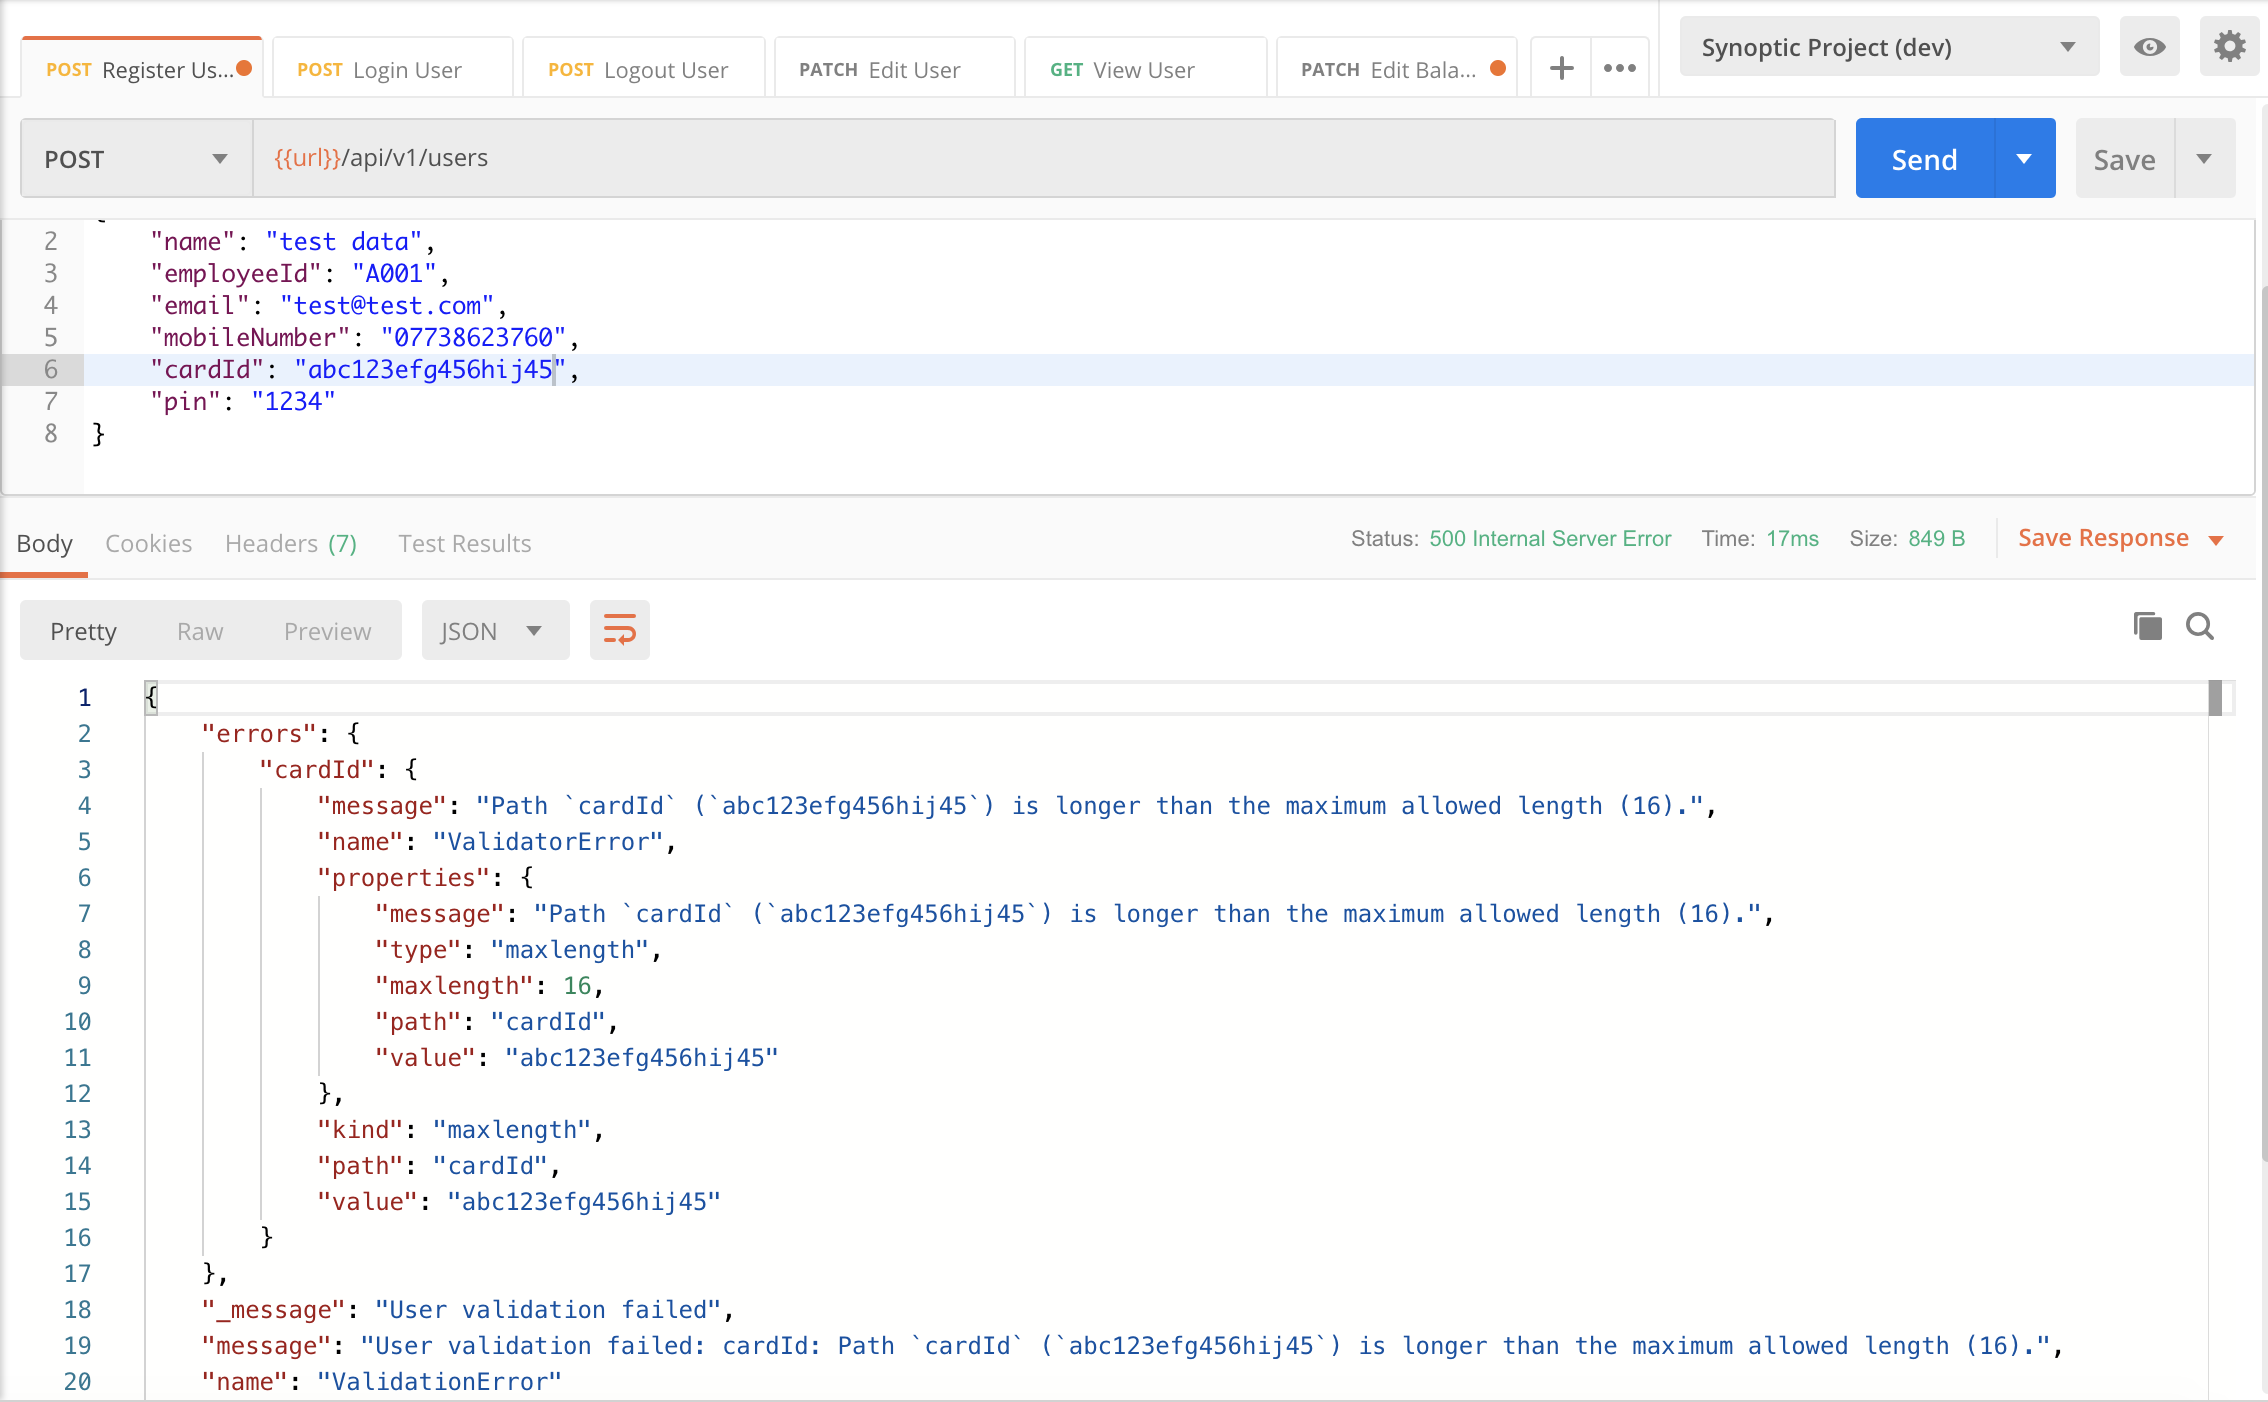 POST Register Us...
POST Login User
POST Logout User
PATCH Edit User
GET View User
PATCH Edit Bala...
Synoptic Project (dev)
POST
{{url}}/api/v1/users
Send
Save
2 "name": "test data",
3 "employeeId": "A001",
4 "email": "test@test.com",
5 "mobileNumber": "07738623760",
6 "cardId": "abc123efg456hij45",
7 "pin": "1234"
8 }
Body Cookies Headers (7) Test Results
Status: 500 Internal Server Error Time: 17ms Size: 849 B Save Response
Pretty Raw Preview JSON
1 {
2 "errors": {
3 "cardId": {
4 "message": "Path `cardId` (`abc123efg456hij45`) is longer than the maximum allowed length (16).",
5 "name": "ValidatorError",
6 "properties": {
7 "message": "Path `cardId` (`abc123efg456hij45`) is longer than the maximum allowed length (16).",
8 "type": "maxlength",
9 "maxlength": 16,
10 "path": "cardId",
11 "value": "abc123efg456hij45"
12 },
13 "kind": "maxlength",
14 "path": "cardId",
15 "value": "abc123efg456hij45"
16 }
17 },
18 "_message": "User validation failed",
19 "message": "User validation failed: cardId: Path `cardId` (`abc123efg456hij45`) is longer than the maximum allowed length (16).",
20 "name": "ValidationError"